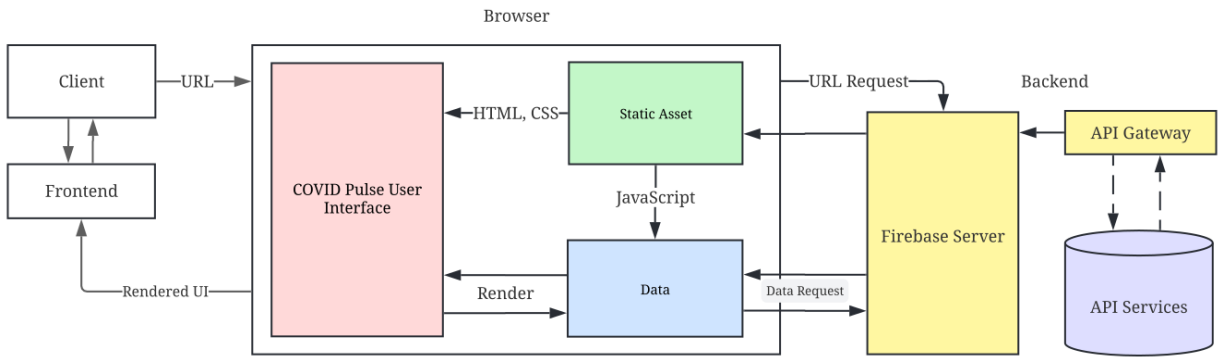 Browser
Client
URL
Frontend
Rendered UI
COVID Pulse User
Interface
HTML, CSS
Static Asset
JavaScript
Data
Render
URL Request
Data Request
Firebase Server
Backend
API Gateway
API Services